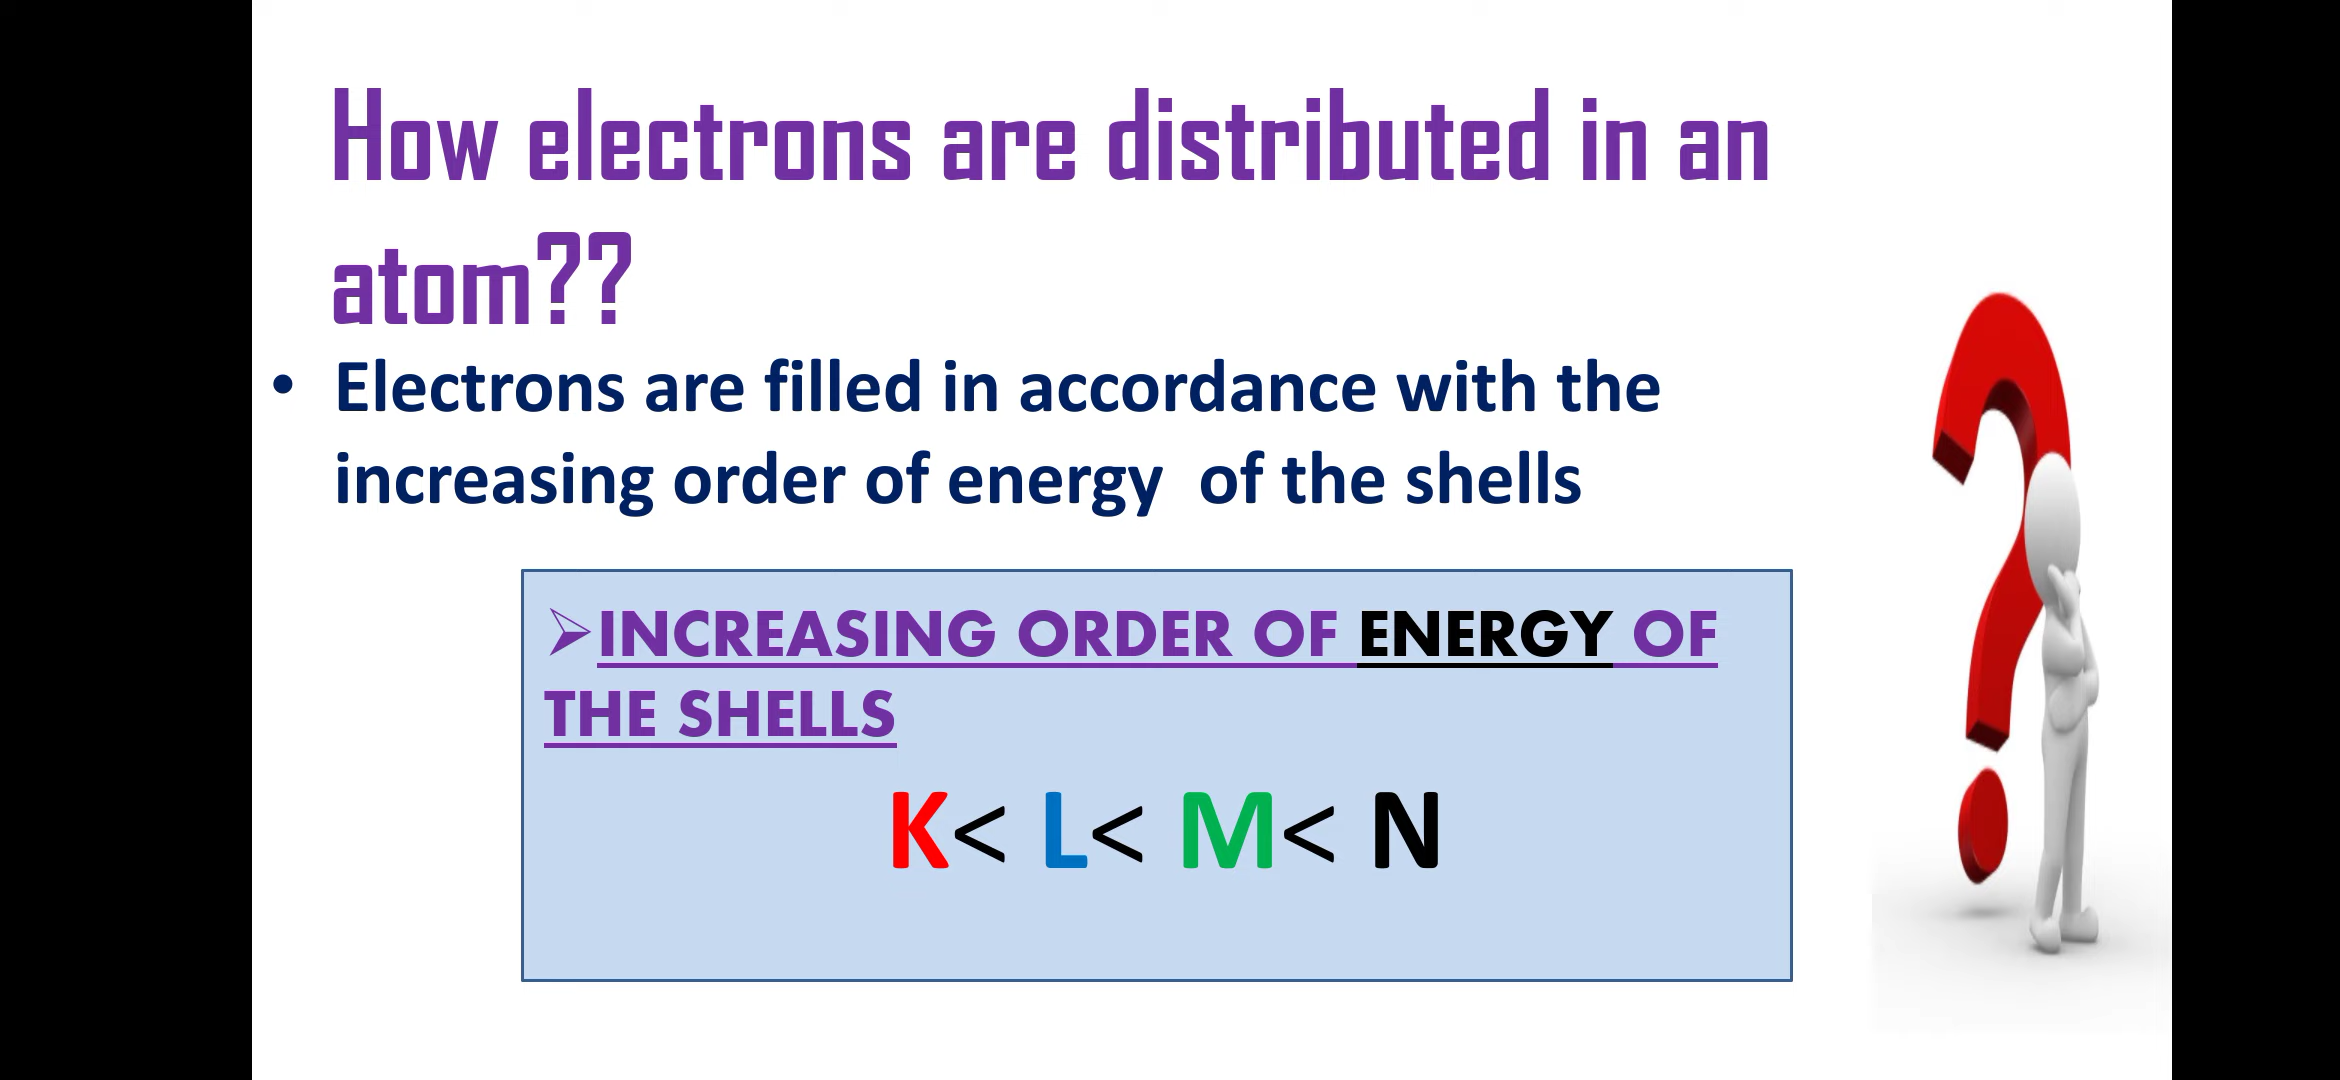 How electrons are distributed in an
atom??
• Electrons are filled in accordance with the
increasing order of energy of the shells
➢INCREASING ORDER OF ENERGY OF
THE SHELLS
K< L< M< N